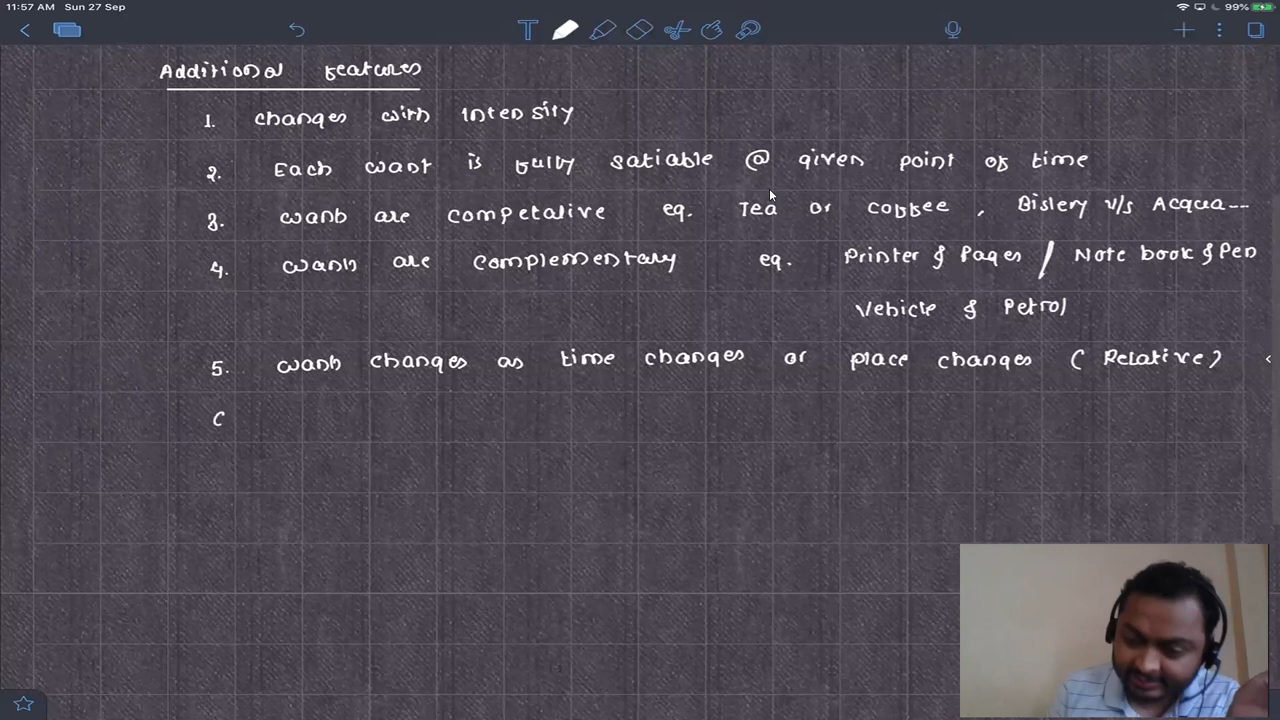 11:57 AM Sun 27 Sep
99%
T
Additional features
1. changes with Intensity
2. Each want is fully satiable @ given point of time
3. wants are competative eg. Tea or coffee , Bislery v/s Acqua---
4. wants are complementary eg. Printer & Pages / Note book & Pen
Vehicle & Petrol
5. wants changes as time changes or place changes (Relative)